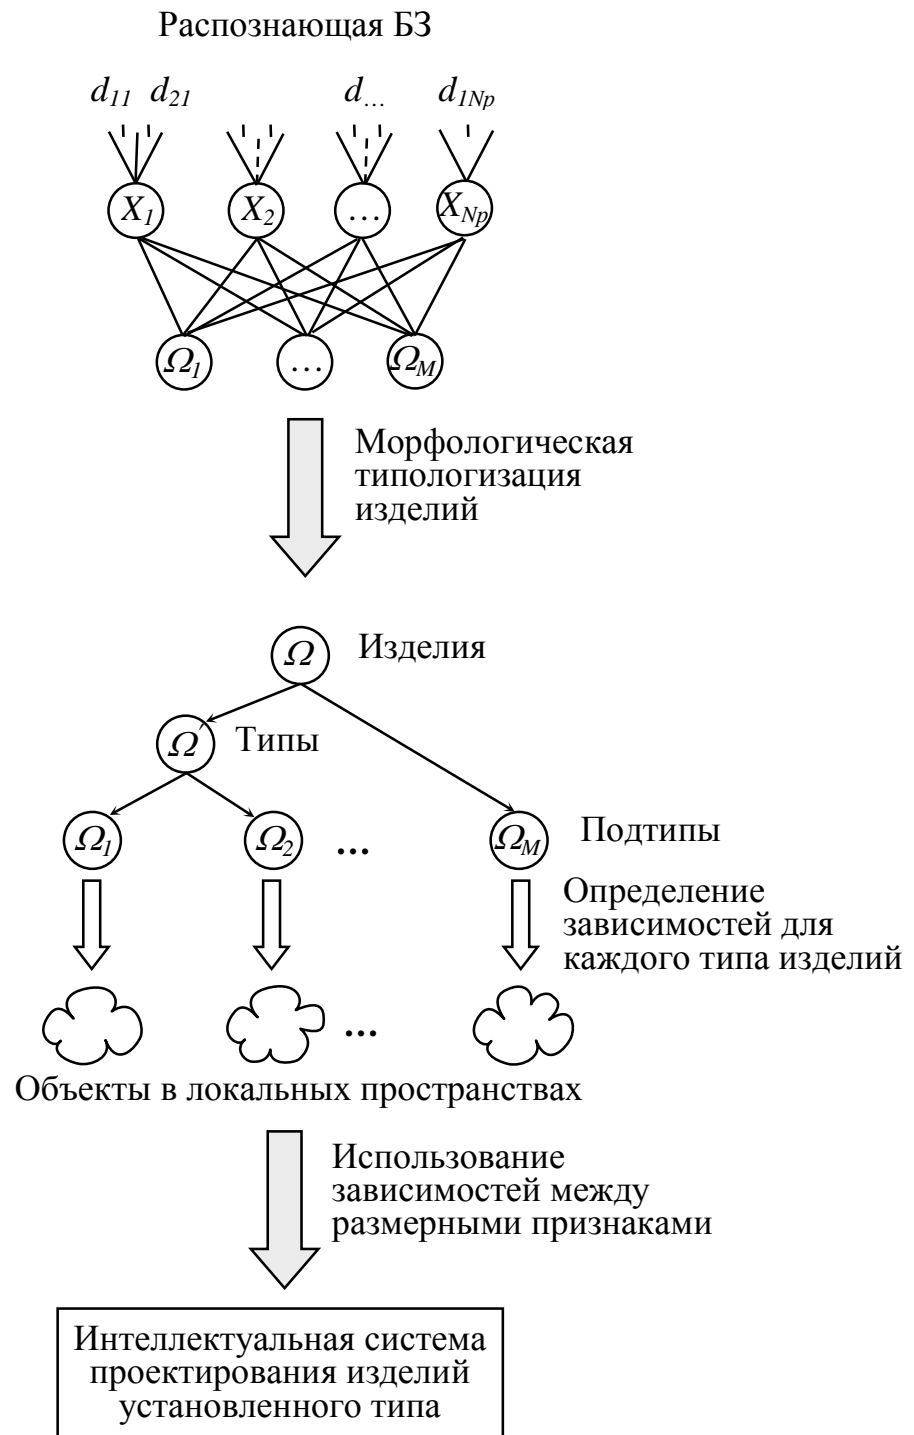 Распознающая БЗ
d11 d21 d... d1Np
X1 X2 ... XNp
Ω1 ... ΩM
Морфологическая
типологизация
изделий
Ω Изделия
Ω′ Типы
Ω1 Ω2 ... ΩM Подтипы
Определение
зависимостей для
каждого типа изделий
...
Объекты в локальных пространствах
Использование
зависимостей между
размерными признаками
Интеллектуальная система
проектирования изделий
установленного типа